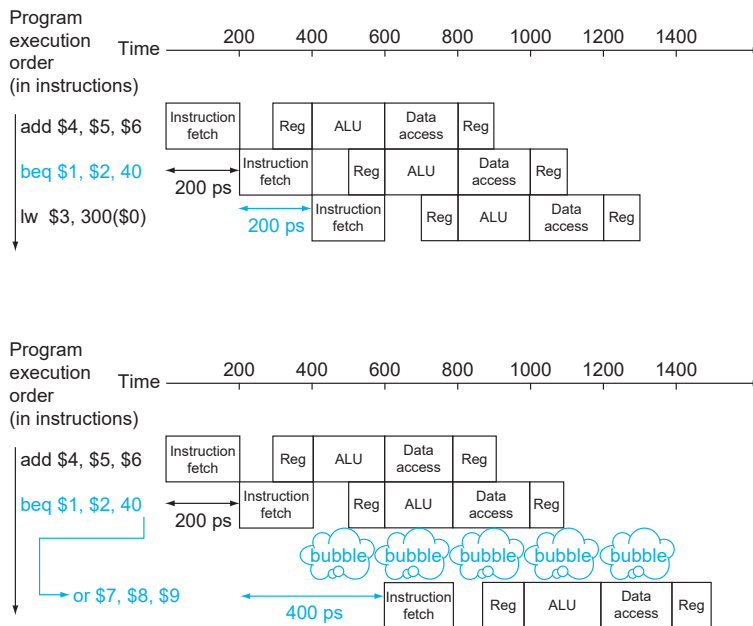 Program
execution
order
(in instructions)
Time
200 400 600 800 1000 1200 1400
add $4, $5, $6
Instruction
fetch
Reg
ALU
Data
access
Reg
beq $1, $2, 40
200 ps
Instruction
fetch
Reg
ALU
Data
access
Reg
lw $3, 300($0)
200 ps
Instruction
fetch
Reg
ALU
Data
access
Reg
Program
execution
order
(in instructions)
Time
200 400 600 800 1000 1200 1400
add $4, $5, $6
Instruction
fetch
Reg
ALU
Data
access
Reg
beq $1, $2, 40
200 ps
Instruction
fetch
Reg
ALU
Data
access
Reg
bubble bubble bubble bubble bubble
or $7, $8, $9
400 ps
Instruction
fetch
Reg
ALU
Data
access
Reg